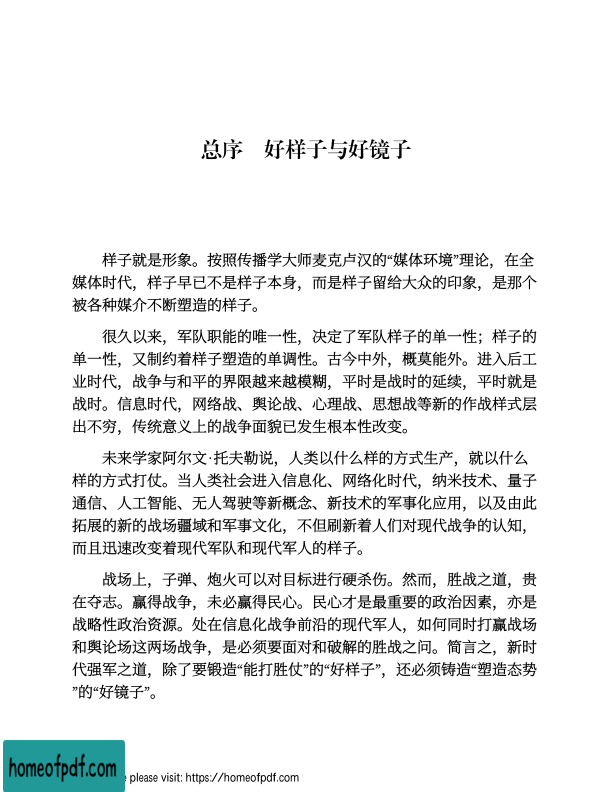 总序　好样子与好镜子
样子就是形象。按照传播学大师麦克卢汉的“媒体环境”理论，在全
媒体时代，样子早已不是样子本身，而是样子留给大众的印象，是那个
被各种媒介不断塑造的样子。
很久以来，军队职能的唯一性，决定了军队样子的单一性；样子的
单一性，又制约着样子塑造的单调性。古今中外，概莫能外。进入后工
业时代，战争与和平的界限越来越模糊，平时是战时的延续，平时就是
战时。信息时代，网络战、舆论战、心理战、思想战等新的作战样式层
出不穷，传统意义上的战争面貌已发生根本性改变。
未来学家阿尔文·托夫勒说，人类以什么样的方式生产，就以什么
样的方式打仗。当人类社会进入信息化、网络化时代，纳米技术、量子
通信、人工智能、无人驾驶等新概念、新技术的军事化应用，以及由此
拓展的新的战场疆域和军事文化，不但刷新着人们对现代战争的认知，
而且迅速改变着现代军队和现代军人的样子。
战场上，子弹、炮火可以对目标进行硬杀伤。然而，胜战之道，贵
在夺志。赢得战争，未必赢得民心。民心才是最重要的政治因素，亦是
战略性政治资源。处在信息化战争前沿的现代军人，如何同时打赢战场
和舆论场这两场战争，是必须要面对和破解的胜战之问。简言之，新时
代强军之道，除了要锻造“能打胜仗”的“好样子”，还必须铸造“塑造态势
”的“好镜子”。
homeofpdf.com
please visit: https://homeofpdf.com